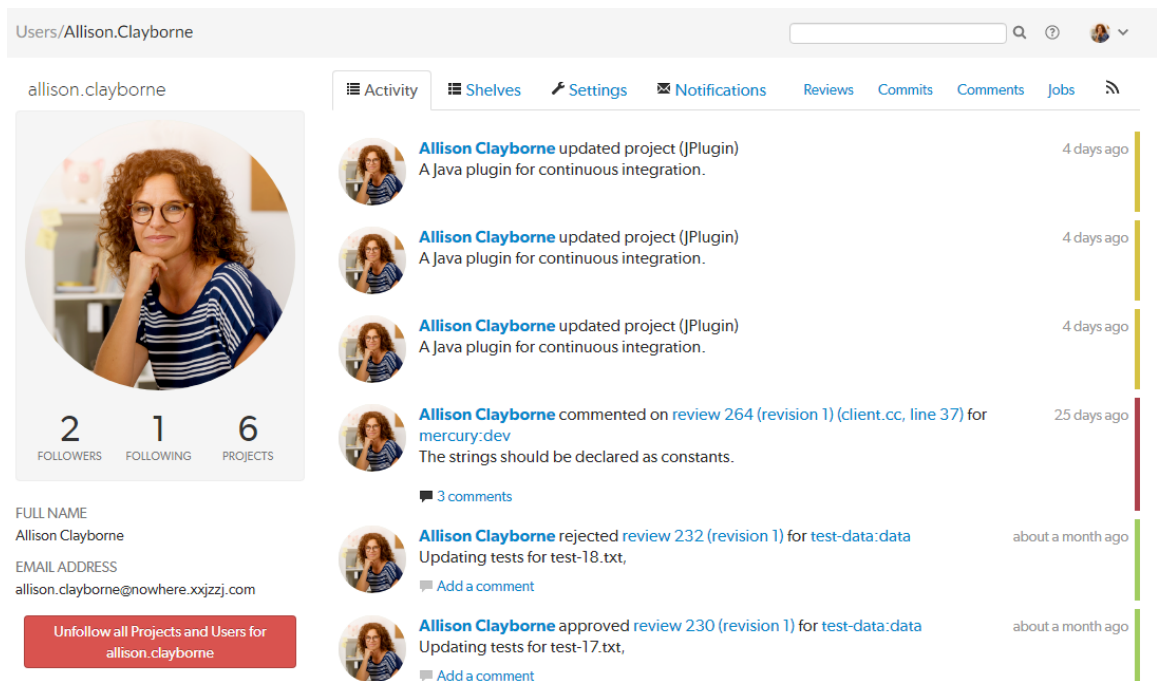 Users/Allison.Clayborne
allison.clayborne
Activity
Shelves
Settings
Notifications
Reviews
Commits
Comments
Jobs
2
FOLLOWERS
1
FOLLOWING
6
PROJECTS
FULL NAME
Allison Clayborne
EMAIL ADDRESS
allison.clayborne@nowhere.xxjzzj.com
Unfollow all Projects and Users for
allison.clayborne
Allison Clayborne updated project (JPlugin)
4 days ago
A Java plugin for continuous integration.
Allison Clayborne updated project (JPlugin)
4 days ago
A Java plugin for continuous integration.
Allison Clayborne updated project (JPlugin)
4 days ago
A Java plugin for continuous integration.
Allison Clayborne commented on review 264 (revision 1) (client.cc, line 37) for
25 days ago
mercury:dev
The strings should be declared as constants.
3 comments
Allison Clayborne rejected review 232 (revision 1) for test-data:data
about a month ago
Updating tests for test-18.txt,
Add a comment
Allison Clayborne approved review 230 (revision 1) for test-data:data
about a month ago
Updating tests for test-17.txt,
Add a comment